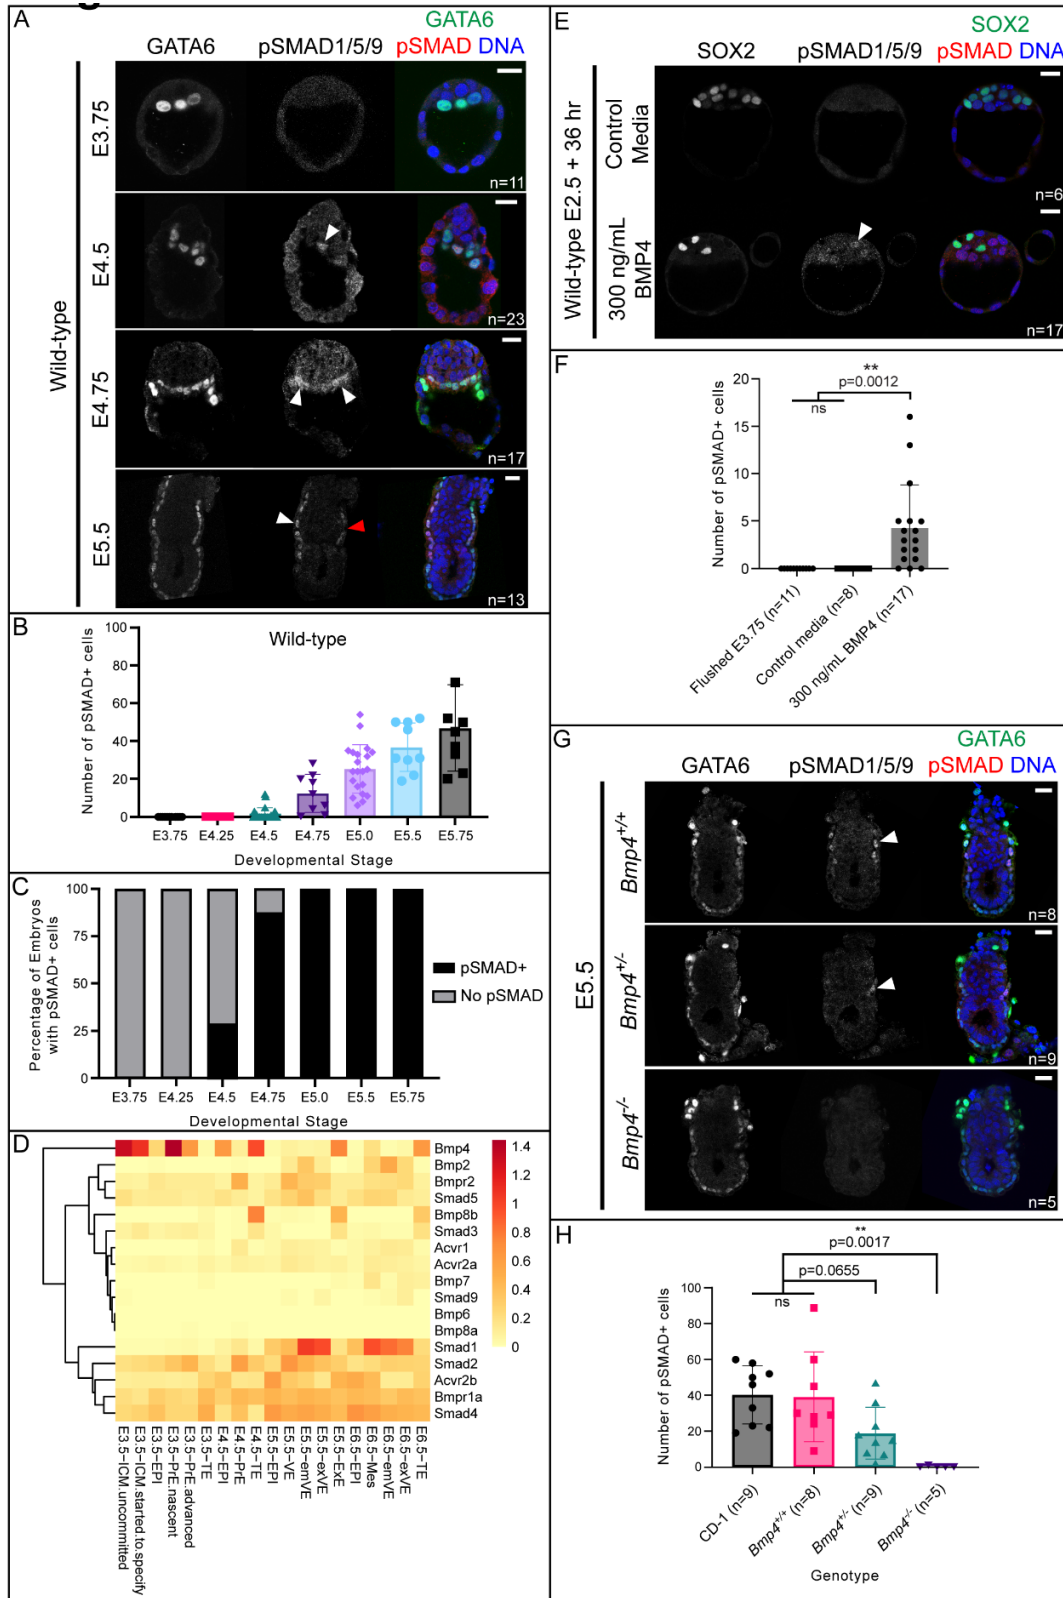 A
GATA6
GATA6 pSMAD1/5/9 pSMAD DNA
Wild-type
E3.75
n=11
E4.5
n=23
E4.75
n=17
E5.5
n=13
B
Wild-type
Number of pSMAD+ cells
100
80
60
40
20
0
E3.75 E4.25 E4.5 E4.75 E5.0 E5.5 E5.75
Developmental Stage
C
Percentage of Embryos
with pSMAD+ cells
100
75
50
25
0
pSMAD+
No pSMAD
E3.75 E4.25 E4.5 E4.75 E5.0 E5.5 E5.75
Developmental Stage
D
Bmp4
Bmp2
Bmpr2
Smad5
Bmp8b
Smad3
Acvr1
Acvr2a
Bmp7
Smad9
Bmp6
Bmp8a
Smad1
Smad2
Acvr2b
Bmpr1a
Smad4
1.4
1.2
1
0.8
0.6
0.4
0.2
0
E3.5-ICM.uncommitted
E3.5-ICM.started:to:specify
E3.5-EPI
E3.5-PrE.nascent
E3.5-PrE.advanced
E3.5-TE
E4.5-EPI
E4.5-PrE
E4.5-TE
E5.5-EPI
E5.5-VE
E5.5-emVE
E5.5-exVE
E5.5-ExE
E6.5-EPI
E6.5-Mes
E6.5-emVE
E6.5-exVE
E6.5-TE
E
SOX2
SOX2 pSMAD1/5/9 pSMAD DNA
Wild-type E2.5 + 36 hr
Control
Media
n=6
300 ng/mL
BMP4
n=17
F
**
p=0.0012
ns
Number of pSMAD+ cells
20
15
10
5
0
Flushed E3.75 (n=11)
Control media (n=8)
300 ng/mL BMP4 (n=17)
G
GATA6
GATA6 pSMAD1/5/9 pSMAD DNA
E5.5
Bmp4+/+
n=8
Bmp4+/-
n=9
Bmp4-/-
n=5
H
**
p=0.0017
p=0.0655
ns
Number of pSMAD+ cells
100
80
60
40
20
0
CD-1 (n=9)
Bmp4+/+ (n=8)
Bmp4+/- (n=9)
Bmp4-/- (n=5)
Genotype